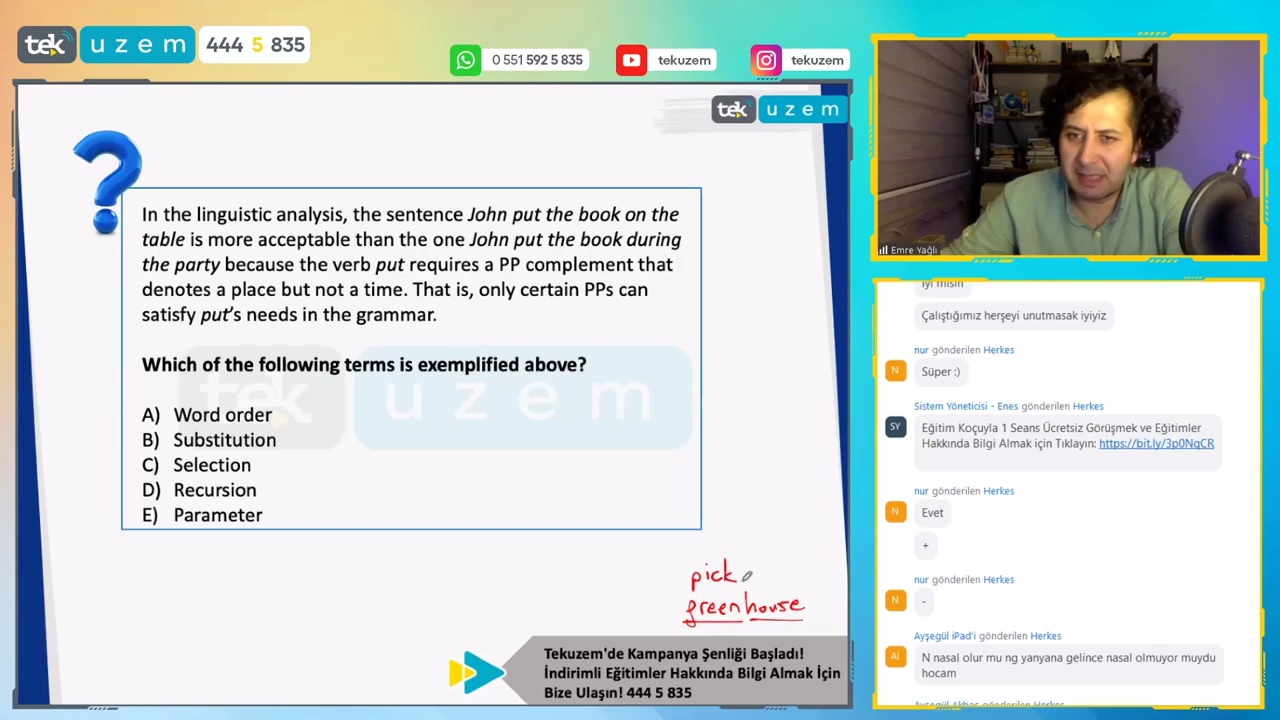 tek uzem 444 5 835
0 551 592 5 835
tekuzem
tekuzem
tek uzem
In the linguistic analysis, the sentence John put the book on the
table is more acceptable than the one John put the book during
the party because the verb put requires a PP complement that
denotes a place but not a time. That is, only certain PPs can
satisfy put's needs in the grammar.
Which of the following terms is exemplified above?
tek uzem
A) Word order
B) Substitution
C) Selection
D) Recursion
E) Parameter
pick
greenhouse
Tekuzem'de Kampanya Şenliği Başladı!
İndirimli Eğitimler Hakkında Bilgi Almak İçin
Bize Ulaşın! 444 5 835
Emre Yağlı
iyi misin
Çalıştığımız herşeyi unutmasak iyiyiz
nur gönderilen Herkes
N
Süper :)
Sistem Yöneticisi - Enes gönderilen Herkes
SY
Eğitim Koçuyla 1 Seans Ücretsiz Görüşmek ve Eğitimler
Hakkında Bilgi Almak için Tıklayın: https://bit.ly/3p0NqCR
nur gönderilen Herkes
N
Evet
+
nur gönderilen Herkes
N
-
Ayşegül iPad'i gönderilen Herkes
AI
N nasal olur mu ng yanyana gelince nasal olmuyor muydu
hocam
Ayşegül Akbaş gönderilen Herkes